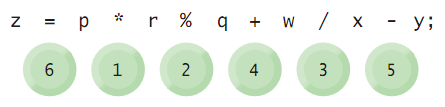 z = p * r % q + w / x - y;
6 1 2 4 3 5